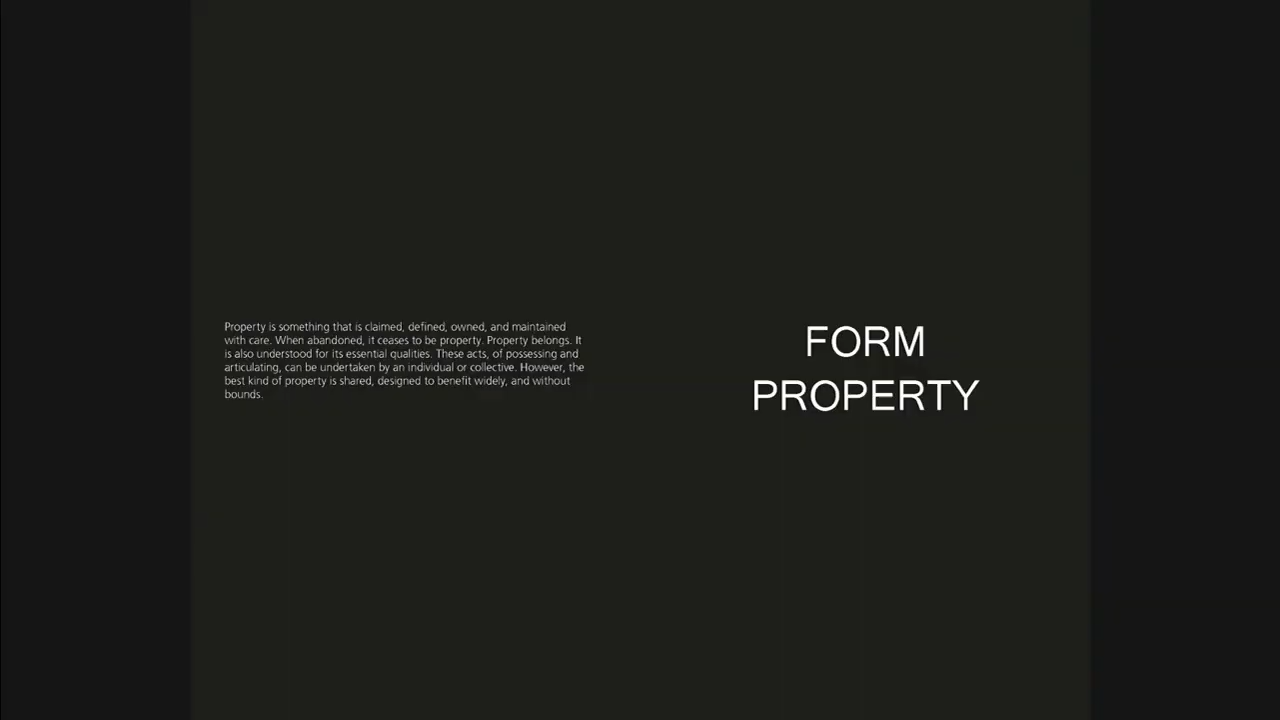 Property is something that is claimed, defined, owned, and maintained
with care. When abandoned, it ceases to be property. Property belongs. It
is also understood for its essential qualities. These acts, of possessing and
articulating, can be undertaken by an individual or collective. However, the
best kind of property is shared, designed to benefit widely, and without
bounds.
FORM
PROPERTY